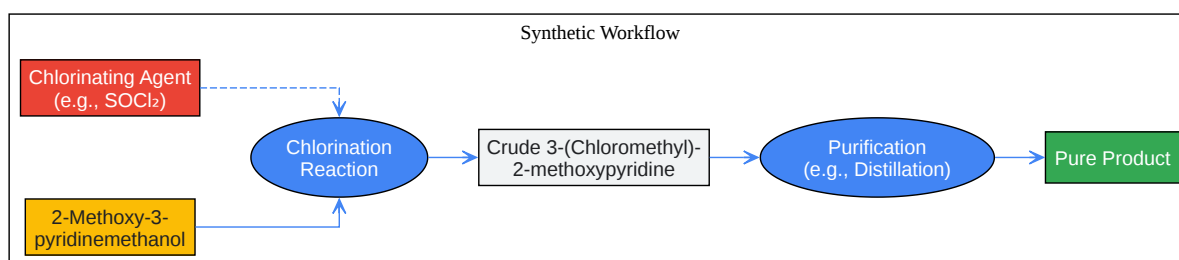 Synthetic Workflow
Chlorinating Agent
(e.g., SOCl₂)
Chlorination
Reaction
Crude 3-(Chloromethyl)-
2-methoxypyridine
Purification
(e.g., Distillation)
Pure Product
2-Methoxy-3-
pyridinemethanol